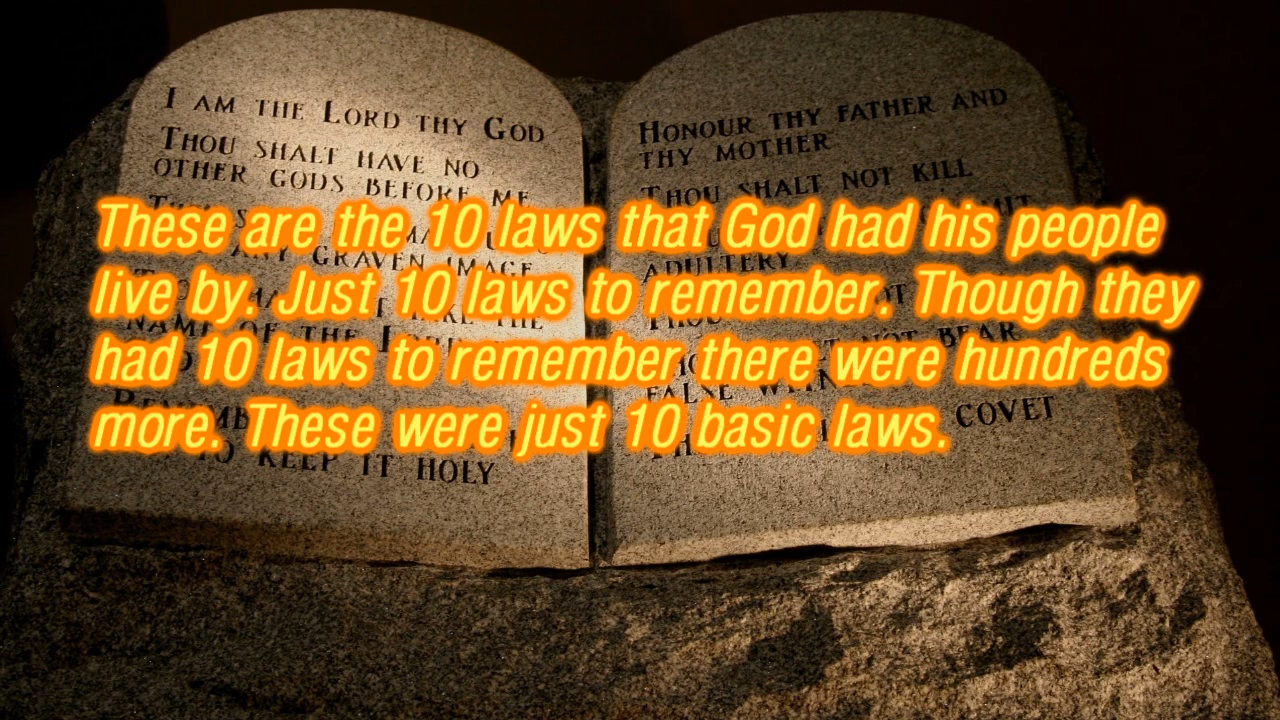 I AM THE LORD THY GOD
THOU SHALT HAVE NO
OTHER GODS BEFORE ME
ANY GRAVEN IMAGE
NAME OF THE LORD
TO KEEP IT HOLY
HONOUR THY FATHER AND
THY MOTHER
THOU SHALT NOT KILL
ADULTERY
NOT BEAR
FALSE
COVET
These are the 10 laws that God had his people
live by. Just 10 laws to remember. Though they
had 10 laws to remember there were hundreds
more. These were just 10 basic laws.